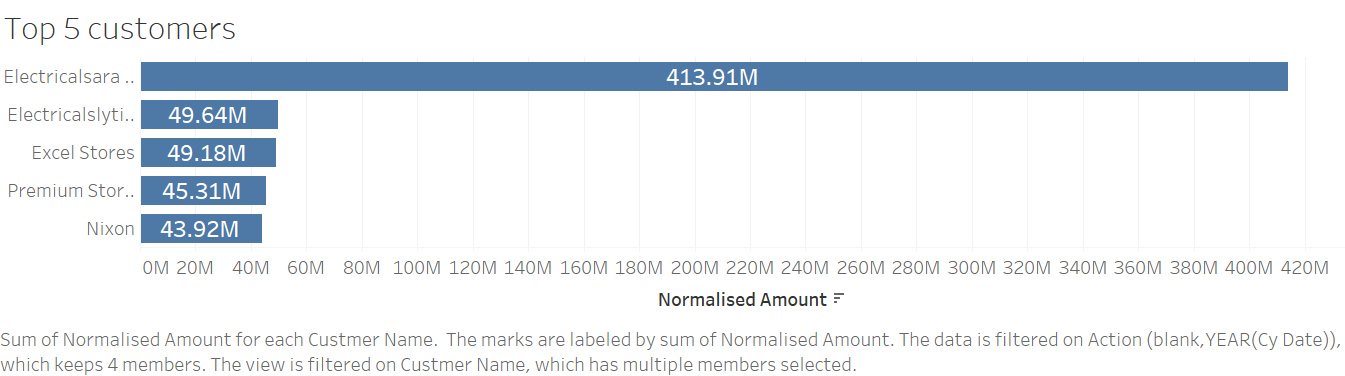 Top 5 customers
Electricalsara .. 413.91M
Electricalslyti.. 49.64M
Excel Stores 49.18M
Premium Stor.. 45.31M
Nixon 43.92M
0M 20M 40M 60M 80M 100M 120M 140M 160M 180M 200M 220M 240M 260M 280M 300M 320M 340M 360M 380M 400M 420M
Normalised Amount
Sum of Normalised Amount for each Custmer Name.  The marks are labeled by sum of Normalised Amount. The data is filtered on Action (blank,YEAR(Cy Date)),
which keeps 4 members. The view is filtered on Custmer Name, which has multiple members selected.